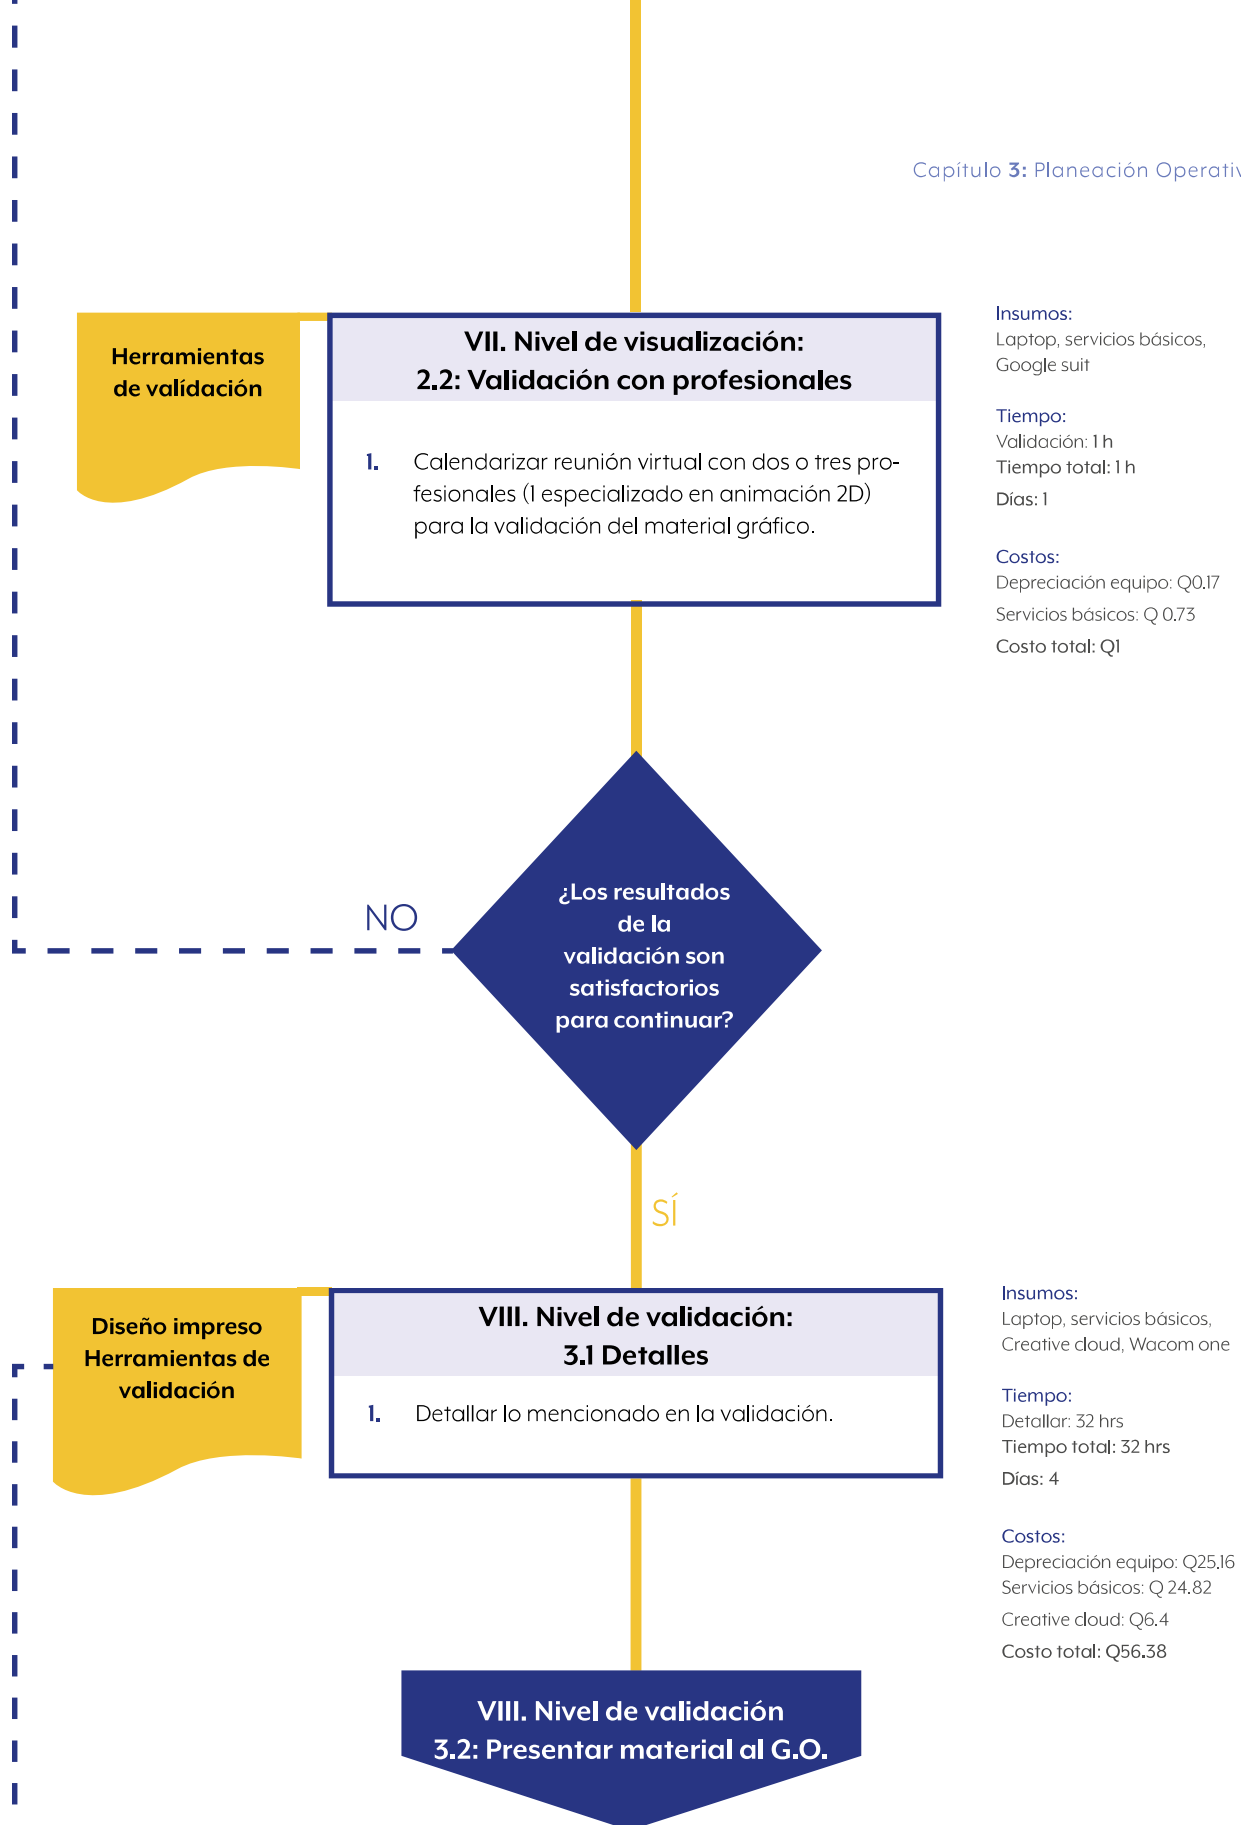 Capítulo 3: Planeación Operativ
Herramientas
de valídación
VII. Nivel de visualización:
2.2: Validación con profesionales
1. Calendarizar reunión virtual con dos o tres pro-
fesionales (1 especializado en animación 2D)
para la validación del material gráfico.
Insumos:
Laptop, servicios básicos,
Google suit
Tiempo:
Validación: 1 h
Tiempo total: 1 h
Días: 1
Costos:
Depreciación equipo: Q0.17
Servicios básicos: Q 0.73
Costo total: Q1
¿Los resultados
de la
validación son
satisfactorios
para continuar?
NO
SÍ
Diseño impreso
Herramientas de
validación
VIII. Nivel de validación:
3.1 Detalles
1. Detallar lo mencionado en la validación.
Insumos:
Laptop, servicios básicos,
Creative cloud, Wacom one
Tiempo:
Detallar: 32 hrs
Tiempo total: 32 hrs
Días: 4
Costos:
Depreciación equipo: Q25.16
Servicios básicos: Q 24.82
Creative cloud: Q6.4
Costo total: Q56.38
VIII. Nivel de validación
3.2: Presentar material al G.O.